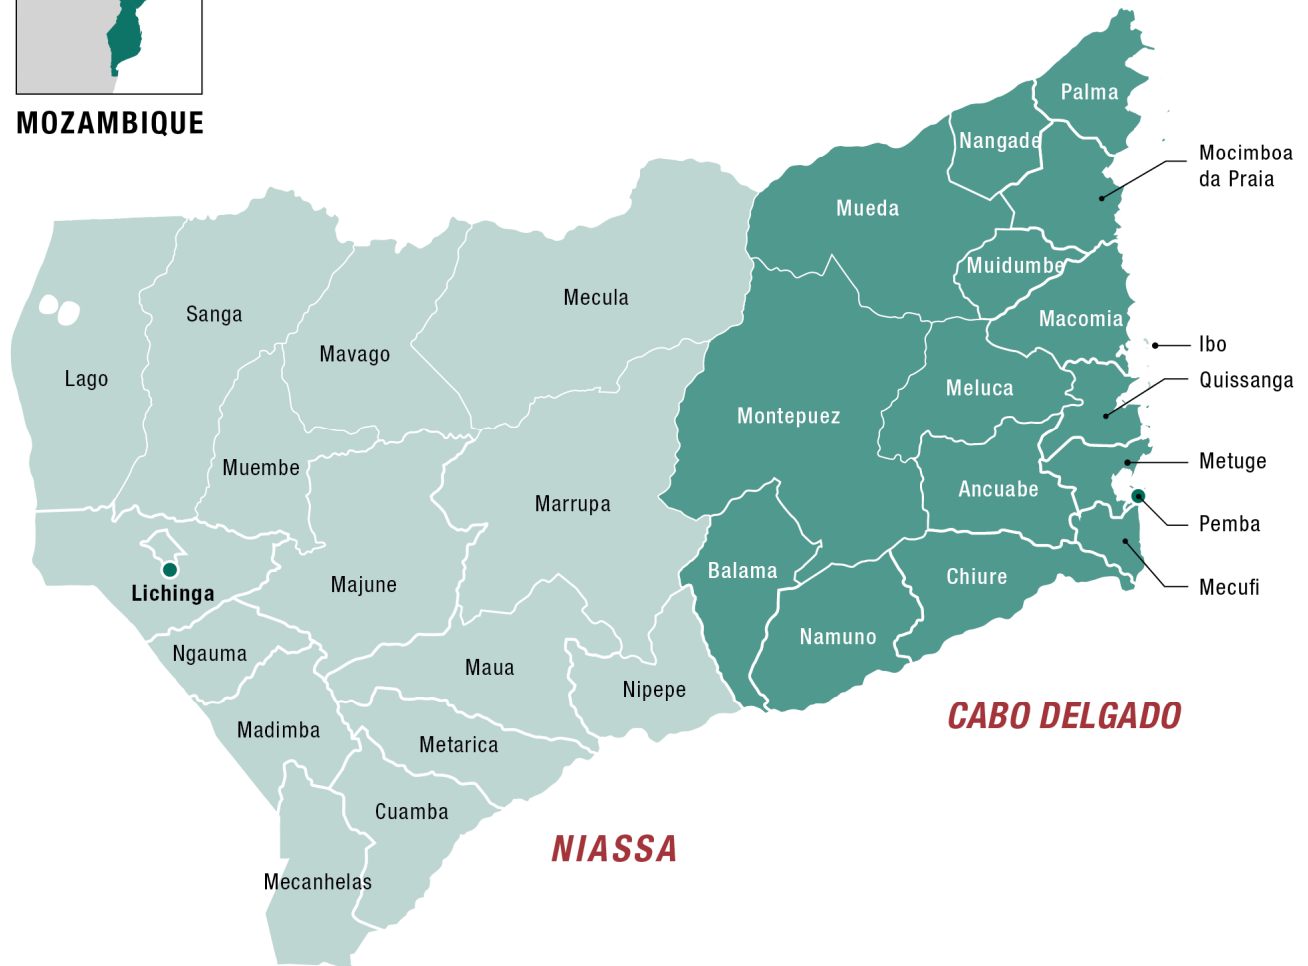 MOZAMBIQUE
Palma
Nangade
Mocimboa
da Praia
Mueda
Muidumbe
Mecula
Sanga
Macomia
Ibo
Mavago
Lago
Quissanga
Meluca
Montepuez
Muembe
Metuge
Ancuabe
Marrupa
Pemba
Balama
Chiure
Majune
Mecufi
Lichinga
Namuno
Ngauma
Maua
Nipepe
CABO DELGADO
Madimba
Metarica
Cuamba
NIASSA
Mecanhelas